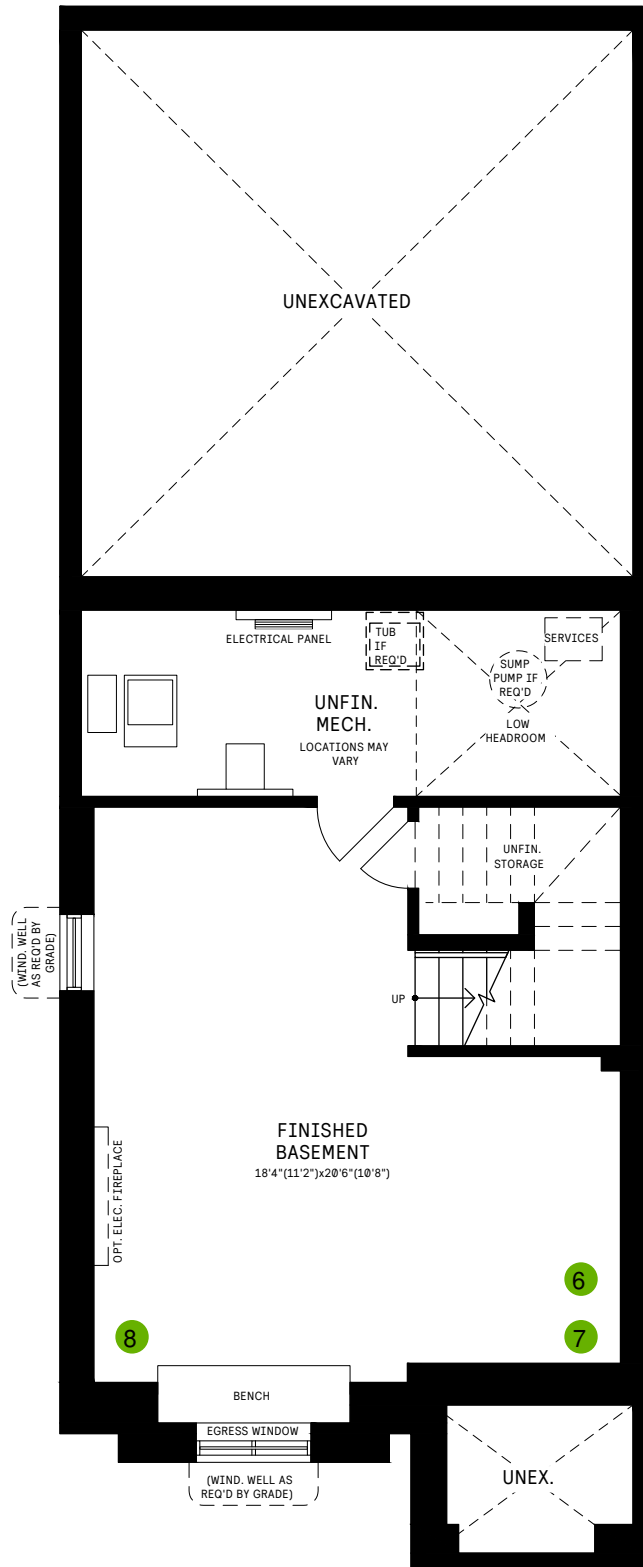 UNEXCAVATED
ELECTRICAL PANEL
TUB
IF
REQ'D
SERVICES
SUMP
PUMP IF
REQ'D
LOW
HEADROOM
UNFIN.
MECH.
LOCATIONS MAY
VARY
UNFIN.
STORAGE
(WIND. WELL
AS REQ'D BY
GRADE)
UP
FINISHED
BASEMENT
18'4"(11'2")x20'6"(10'8")
OPT. ELEC. FIREPLACE
6
7
8
BENCH
EGRESS WINDOW
(WIND. WELL AS
REQ'D BY GRADE)
UNEX.